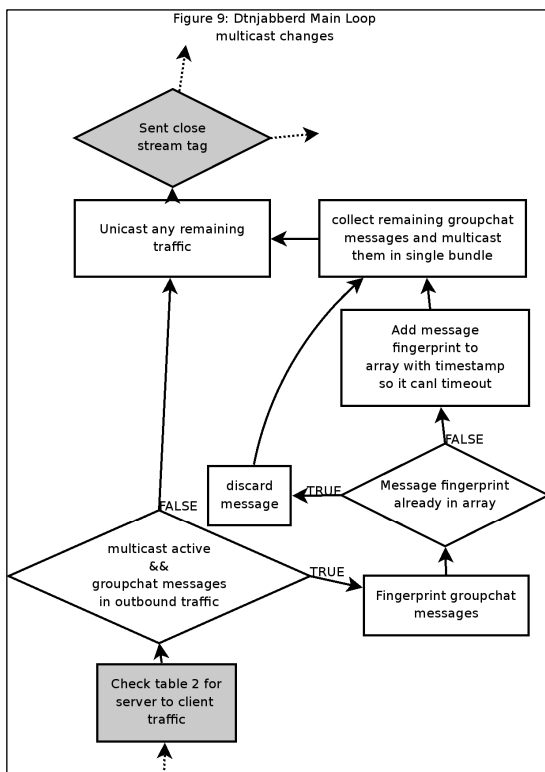 Figure 9: Dtnjabberd Main Loop
multicast changes
Sent close
stream tag
Unicast any remaining
traffic
collect remaining groupchat
messages and multicast
them in single bundle
Add message
fingerprint to
array with timestamp
so it canl timeout
FALSE
Message fingerprint
already in array
TRUE
discard
message
FALSE
multicast active
&&
groupchat messages
in outbound traffic
TRUE
Fingerprint groupchat
messages
Check table 2 for
server to client
traffic